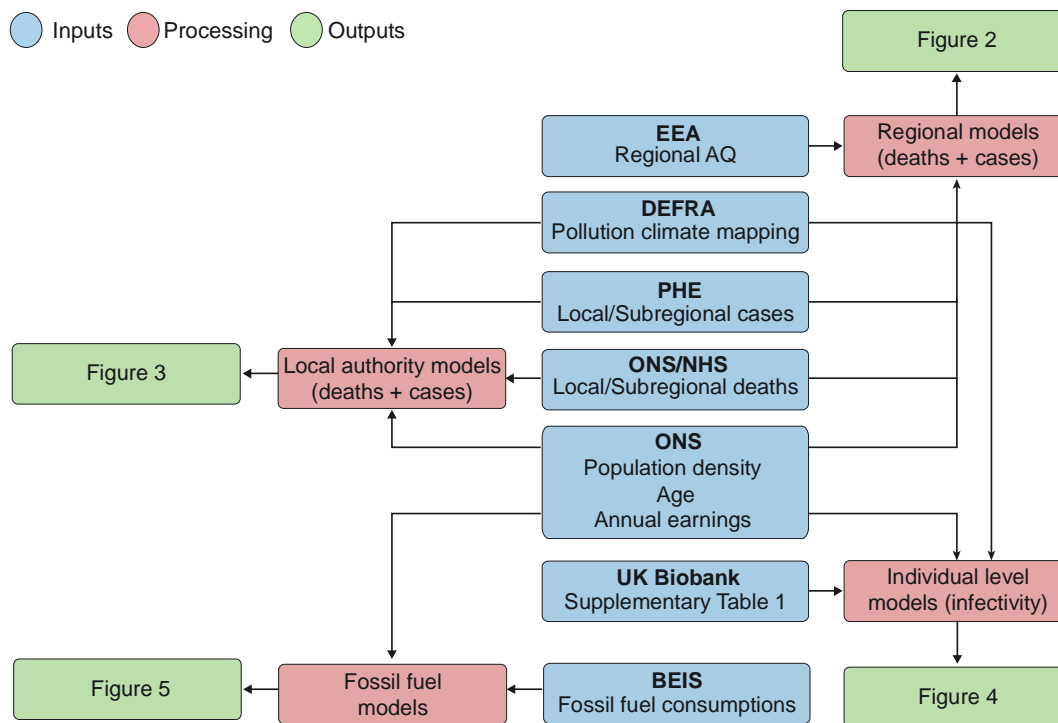 Inputs
Processing
Outputs
Figure 2
EEA
Regional AQ
Regional models
(deaths + cases)
DEFRA
Pollution climate mapping
PHE
Local/Subregional cases
Figure 3
Local authority models
(deaths + cases)
ONS/NHS
Local/Subregional deaths
ONS
Population density
Age
Annual earnings
UK Biobank
Supplementary Table 1
Individual level
models (infectivity)
Figure 5
Fossil fuel
models
BEIS
Fossil fuel consumptions
Figure 4